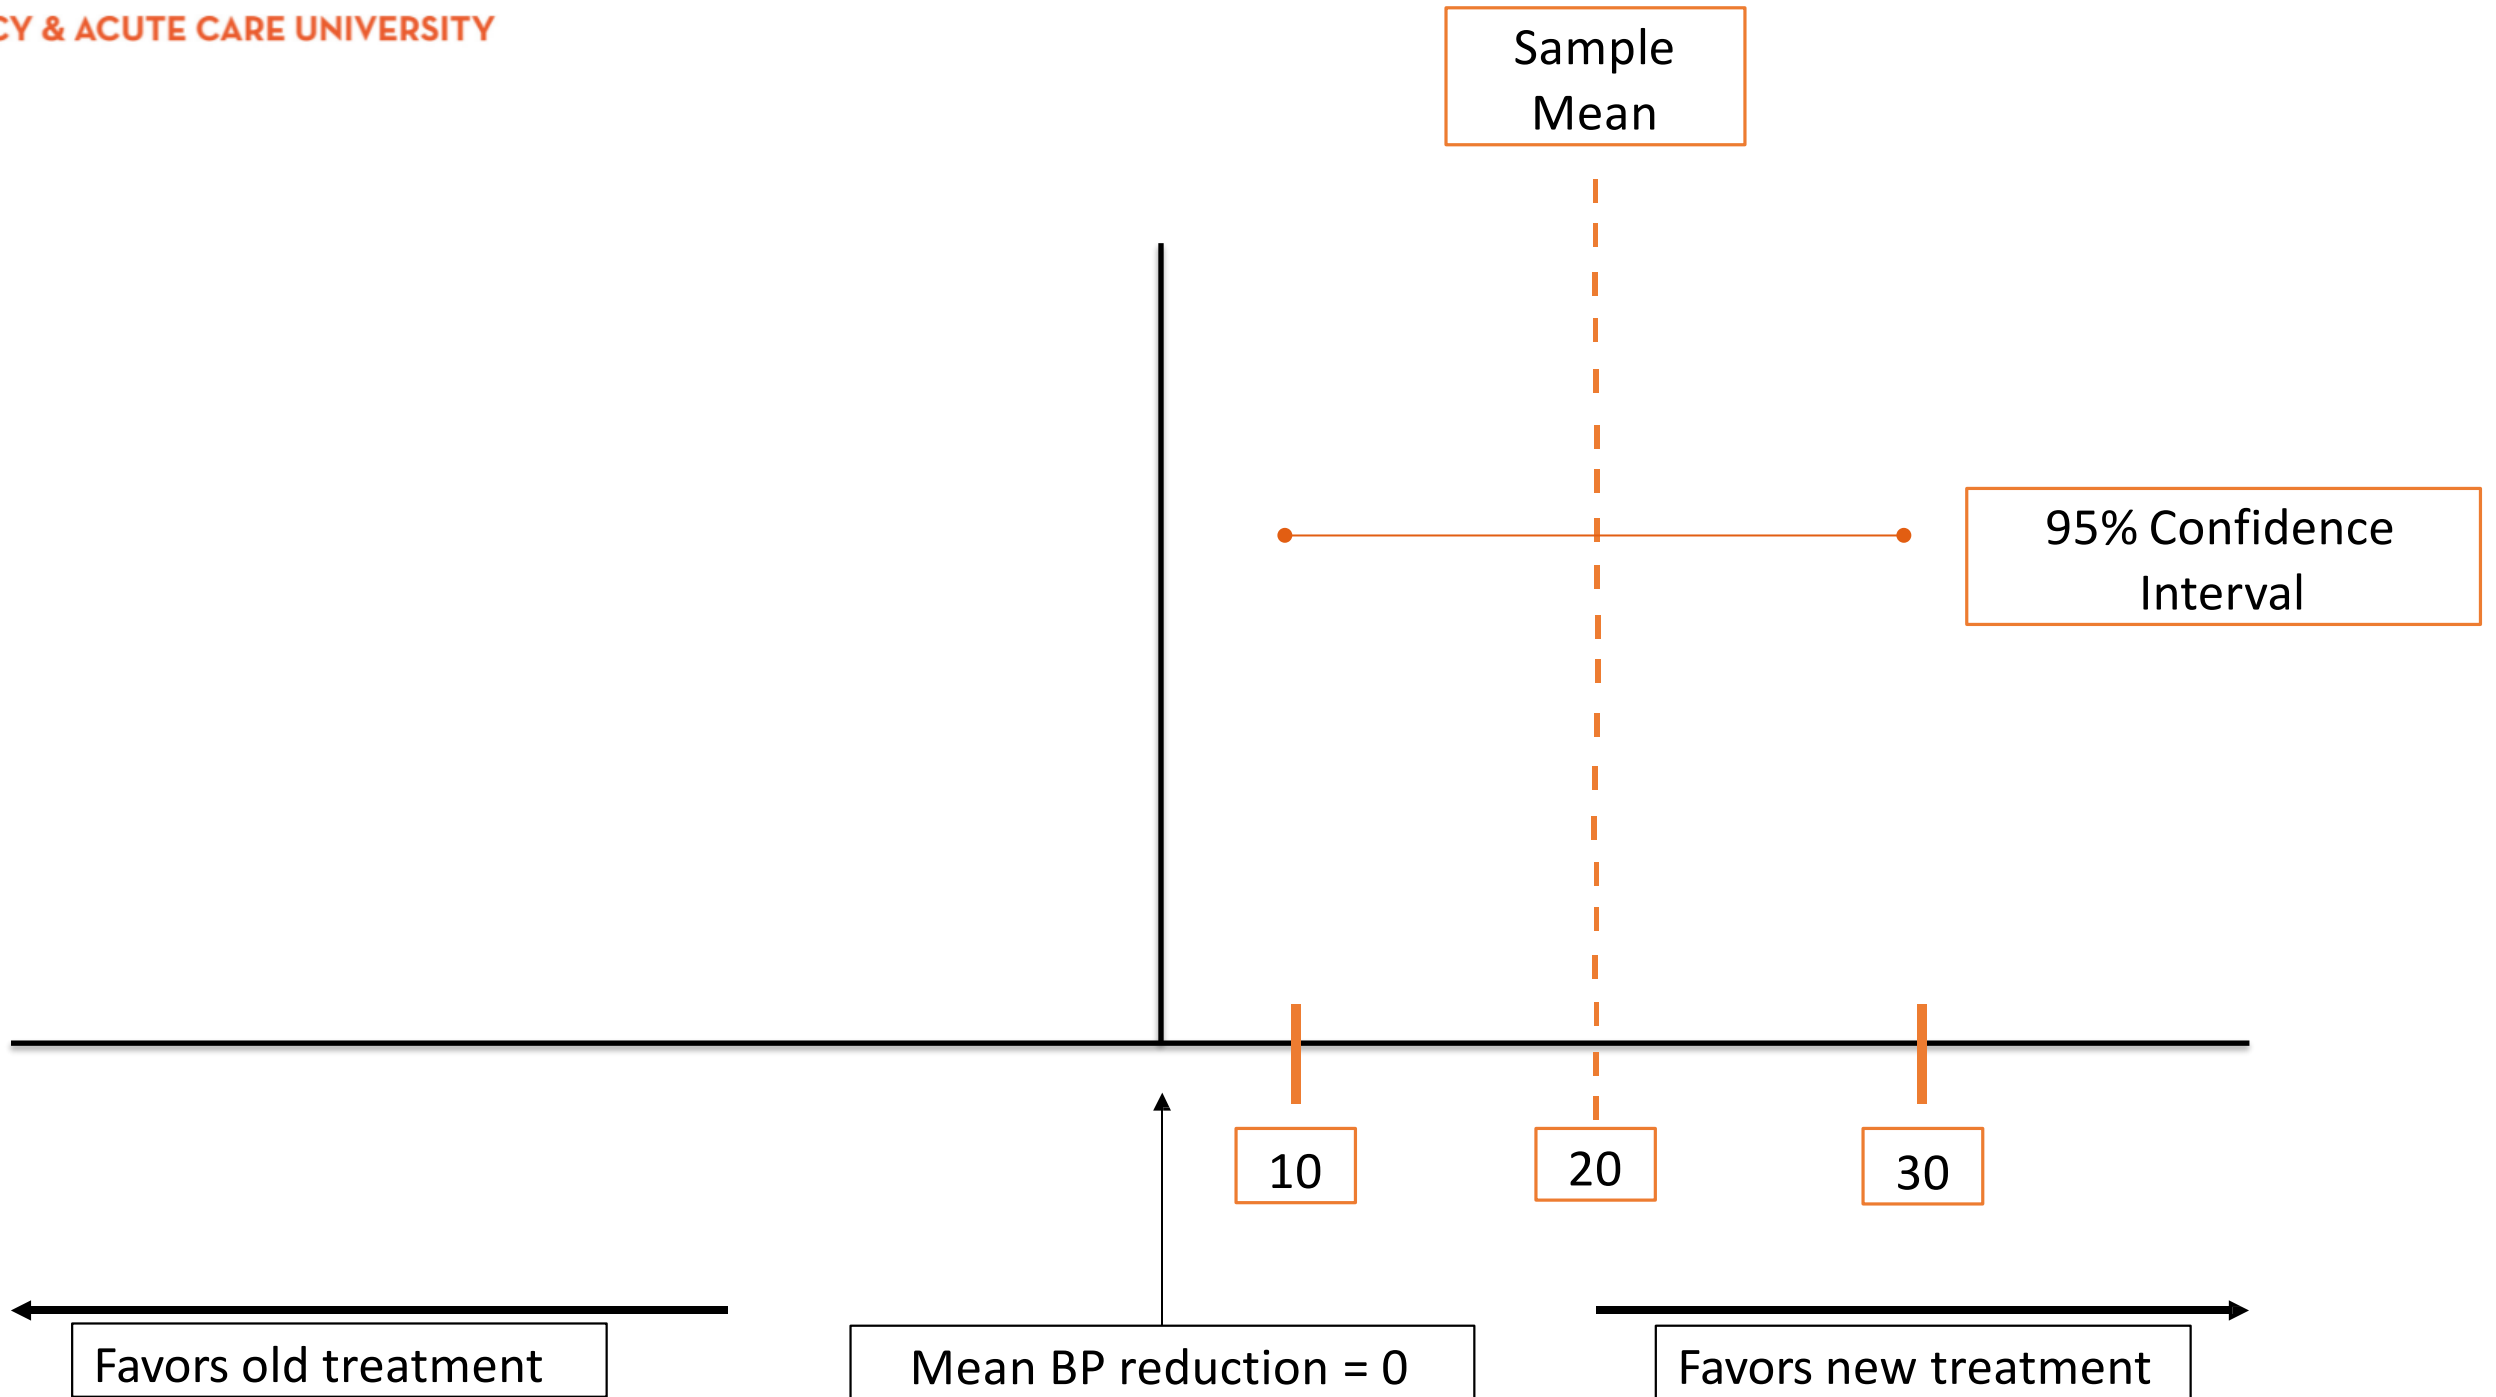 & ACUTE CARE UNIVERSITY
Sample
Mean
95% Confidence
Interval
10
20
30
Favors old treatment
Mean BP reduction = 0
Favors new treatment